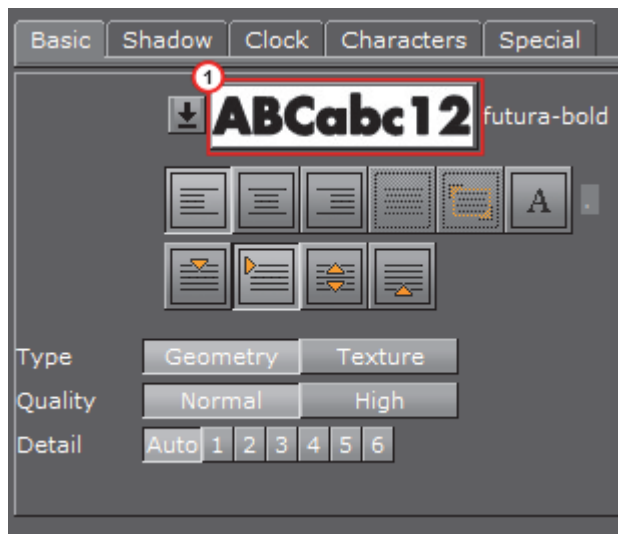 Basic Shadow Clock Characters Special
1
ABCabc12 futura-bold
A .
Type Geometry Texture
Quality Normal High
Detail Auto 1 2 3 4 5 6